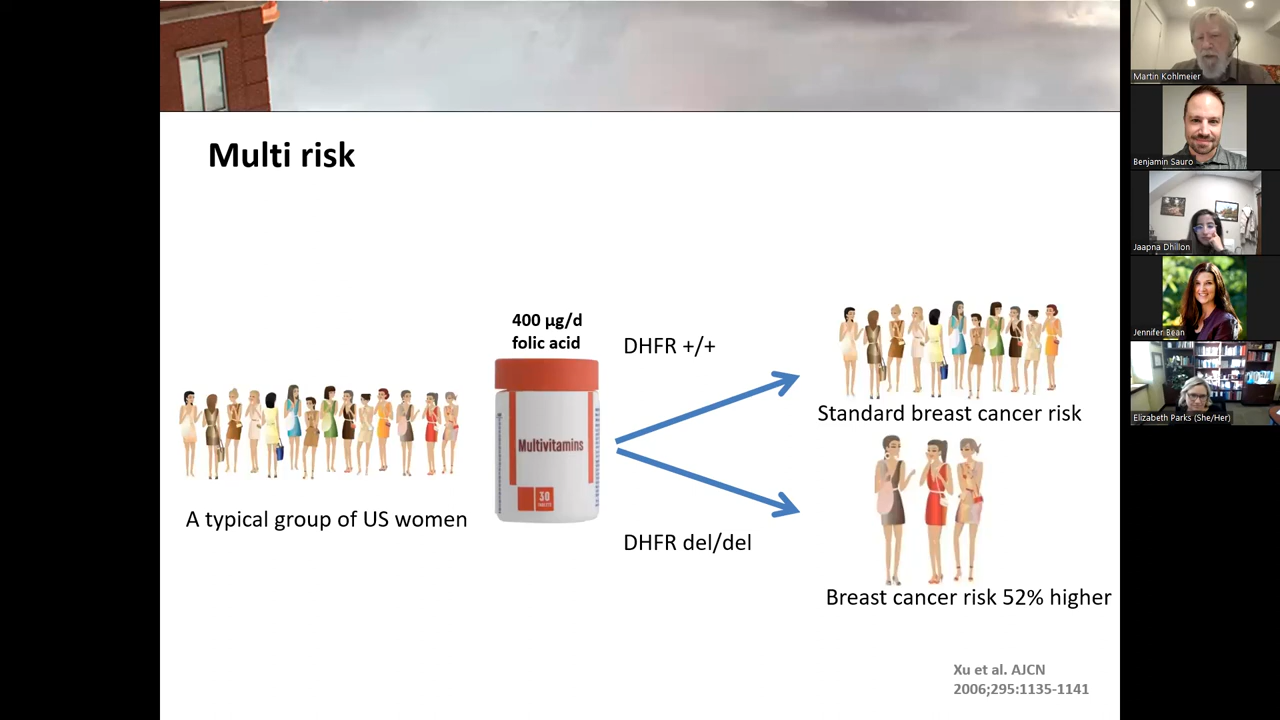 Multi risk
400 µg/d
folic acid
DHFR +/+
Multivitamins
30
TABLETS
Standard breast cancer risk
A typical group of US women
DHFR del/del
Breast cancer risk 52% higher
Xu et al. AJCN
2006;295:1135-1141
Martin Kohlmeier
Benjamin Sauro
Jaapna Dhillon
Jennifer Bean
Elizabeth Parks (She/Her)